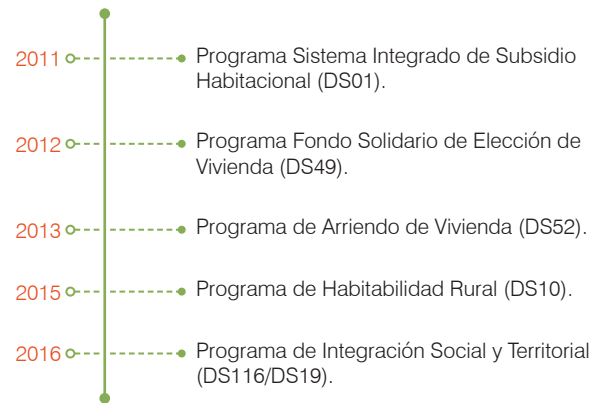 2011 Programa Sistema Integrado de Subsidio
Habitacional (DS01).
2012 Programa Fondo Solidario de Elección de
Vivienda (DS49).
2013 Programa de Arriendo de Vivienda (DS52).
2015 Programa de Habitabilidad Rural (DS10).
2016 Programa de Integración Social y Territorial
(DS116/DS19).